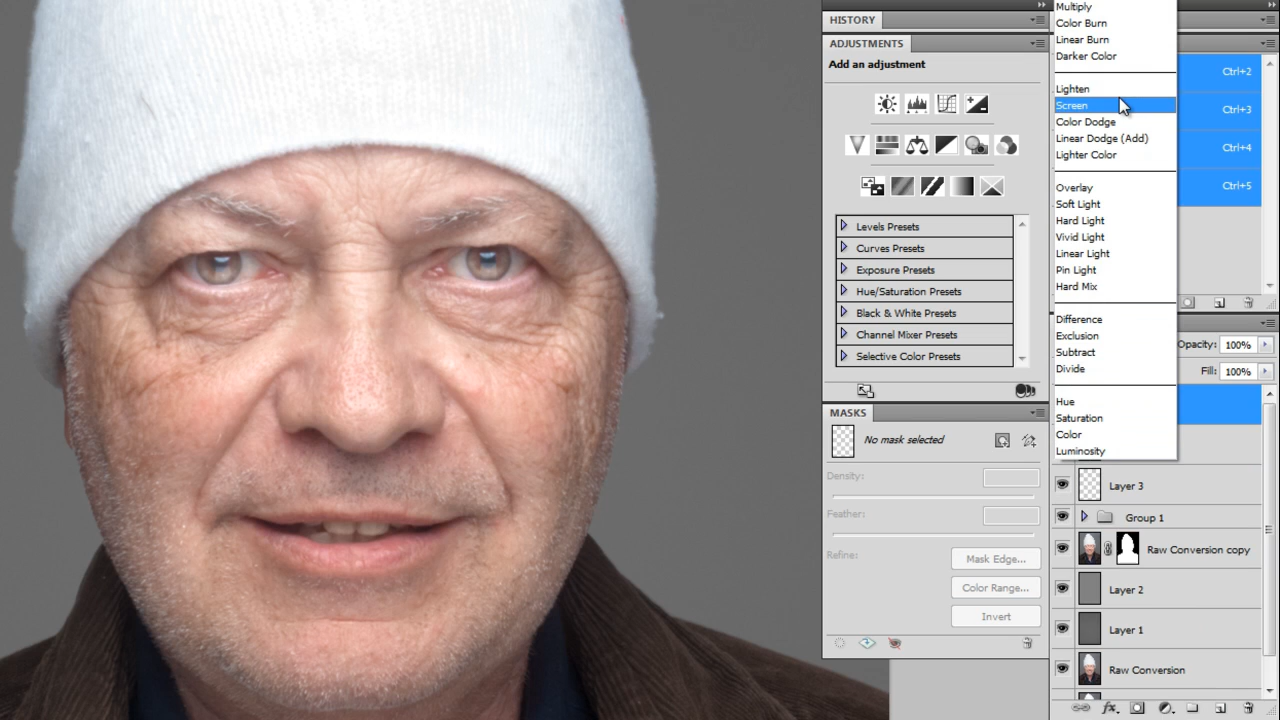 HISTORY
ADJUSTMENTS
Add an adjustment
Levels Presets
Curves Presets
Exposure Presets
Hue/Saturation Presets
Black & White Presets
Channel Mixer Presets
Selective Color Presets
MASKS
No mask selected
Density:
Feather:
Refine:
Mask Edge...
Color Range...
Invert
Multiply
Color Burn
Linear Burn
Darker Color
Lighten
Screen
Color Dodge
Linear Dodge (Add)
Lighter Color
Overlay
Soft Light
Hard Light
Vivid Light
Linear Light
Pin Light
Hard Mix
Difference
Exclusion
Subtract
Divide
Hue
Saturation
Color
Luminosity
Ctrl+2
Ctrl+3
Ctrl+4
Ctrl+5
Opacity: 100%
Fill: 100%
Layer 3
Group 1
Raw Conversion copy
Layer 2
Layer 1
Raw Conversion
fx